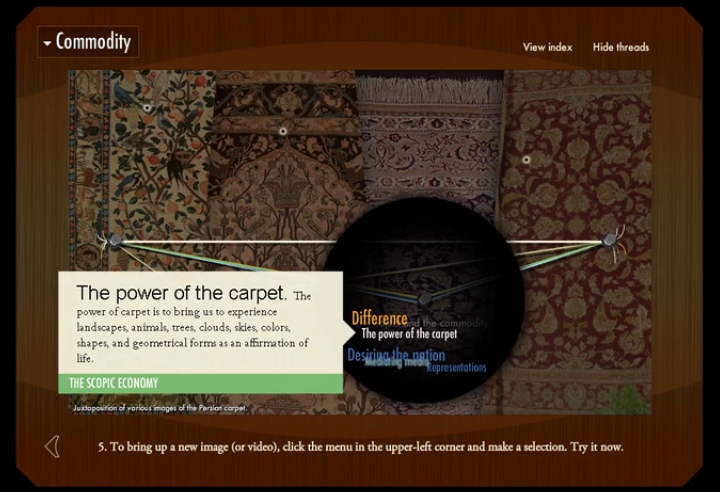 Commodity
View index Hide threads
The power of the carpet. The
power of carpet is to bring us to experience
landscapes, animals, trees, clouds, skies, colors,
shapes, and geometrical forms as an affirmation of
life.
THE SCOPIC ECONOMY
Juxtaposition of various images of the Persian carpet.
Difference
and the commodity
The power of the carpet
Desiring the nation
Mediating media
Representations
5. To bring up a new image (or video), click the menu in the upper-left corner and make a selection. Try it now.